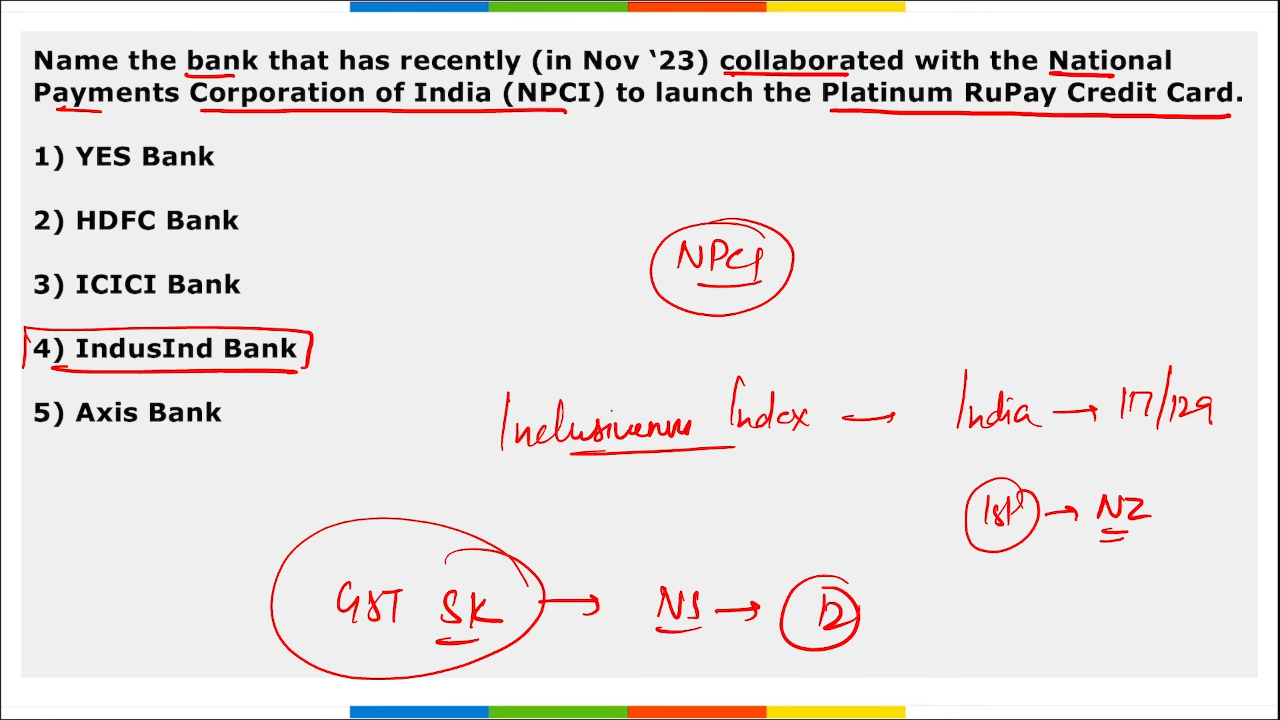 Name the bank that has recently (in Nov ‘23) collaborated with the National
Payments Corporation of India (NPCI) to launch the Platinum RuPay Credit Card.
1) YES Bank
2) HDFC Bank
3) ICICI Bank
4) IndusInd Bank
5) Axis Bank
NPCI
Index → India → 117/129
1st → NZ
GST SK → NS → 12